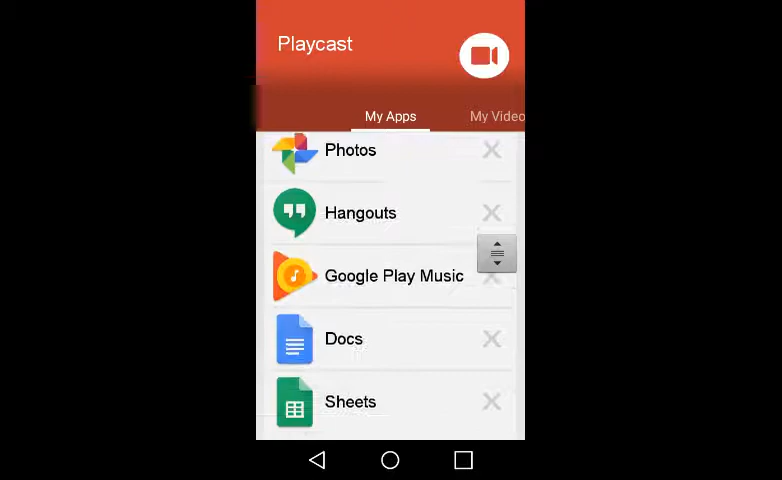 Playcast
My Apps
My Video
Photos
Hangouts
Google Play Music
Docs
Sheets